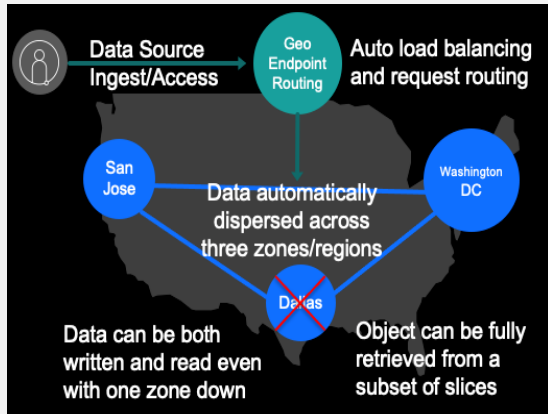 Data Source
Ingest/Access
Geo
Endpoint
Routing
Auto load balancing
and request routing
San
Jose
Washington
DC
Data automatically
dispersed across
three zones/regions
Dallas
Data can be both
written and read even
with one zone down
Object can be fully
retrieved from a
subset of slices